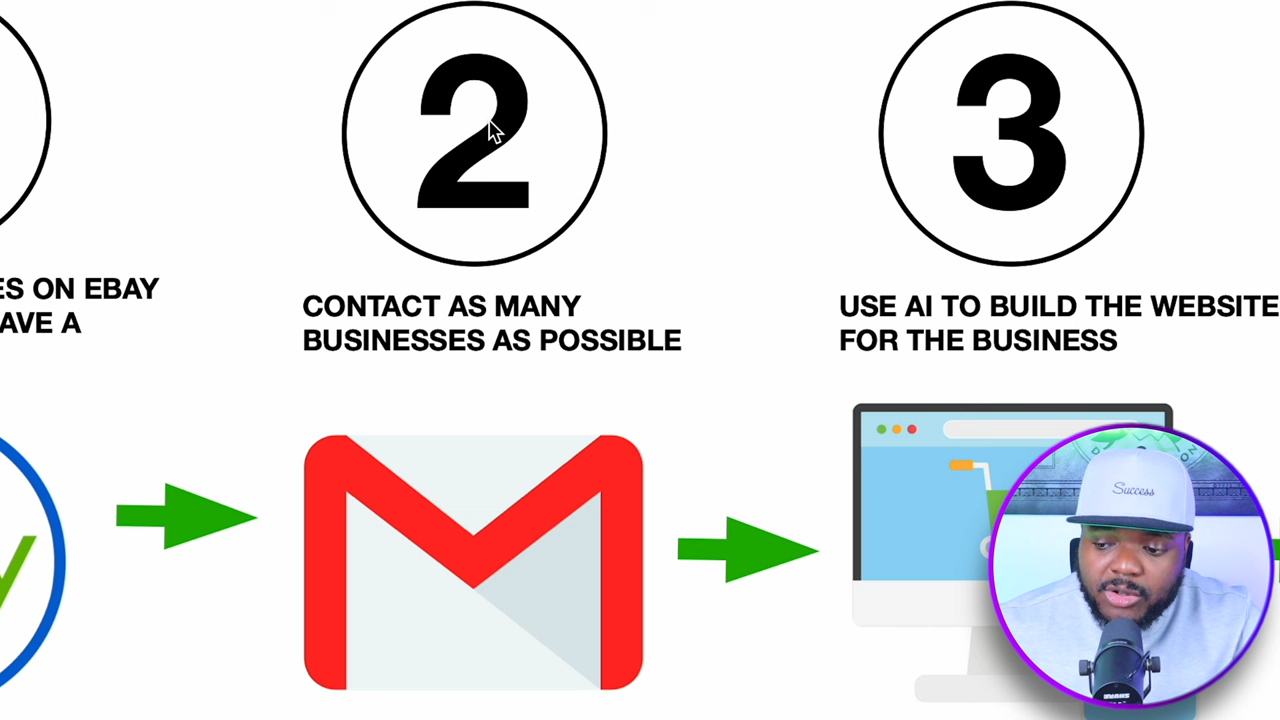 2
3
ES ON EBAY
AVE A
CONTACT AS MANY
BUSINESSES AS POSSIBLE
USE AI TO BUILD THE WEBSITE
FOR THE BUSINESS
Success